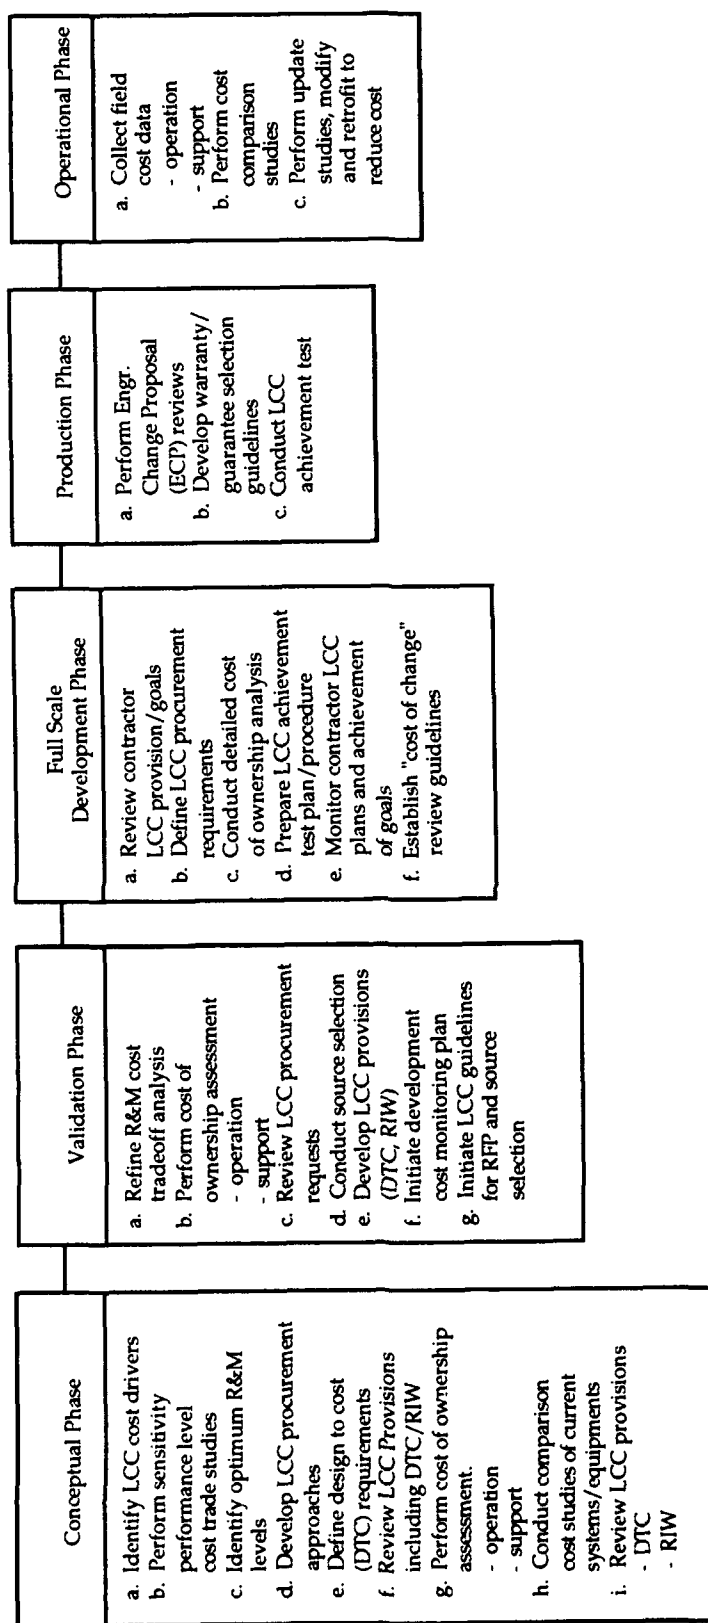 Conceptual Phase
a. Identify LCC cost drivers
b. Perform sensitivity
performance level
cost trade studies
c. Identify optimum R&M
levels
d. Develop LCC procurement
approaches
e. Define design to cost
(DTC) requirements
f. Review LCC Provisions
including DTC/RIW
g. Perform cost of ownership
assessment.
- operation
- support
h. Conduct comparison
cost studies of current
systems/equipments
i. Review LCC provisions
- DTC
- RIW
Validation Phase
a. Refine R&M cost
tradeoff analysis
b. Perform cost of
ownership assessment
- operation
- support
c. Review LCC procurement
requests
d. Conduct source selection
e. Develop LCC provisions
(DTC, RIW)
f. Initiate development
cost monitoring plan
g. Initiate LCC guidelines
for RFP and source
selection
Full Scale
Development Phase
a. Review contractor
LCC provision/goals
b. Define LCC procurement
requirements
c. Conduct detailed cost
of ownership analysis
d. Prepare LCC achievement
test plan/procedure
e. Monitor contractor LCC
plans and achievement
of goals
f. Establish "cost of change"
review guidelines
Production Phase
a. Perform Engr.
Change Proposal
(ECP) reviews
b. Develop warranty/
guarantee selection
guidelines
c. Conduct LCC
achievement test
Operational Phase
a. Collect field
cost data
- operation
- support
b. Perform cost
comparison
studies
c. Perform update
studies, modify
and retrofit to
reduce cost